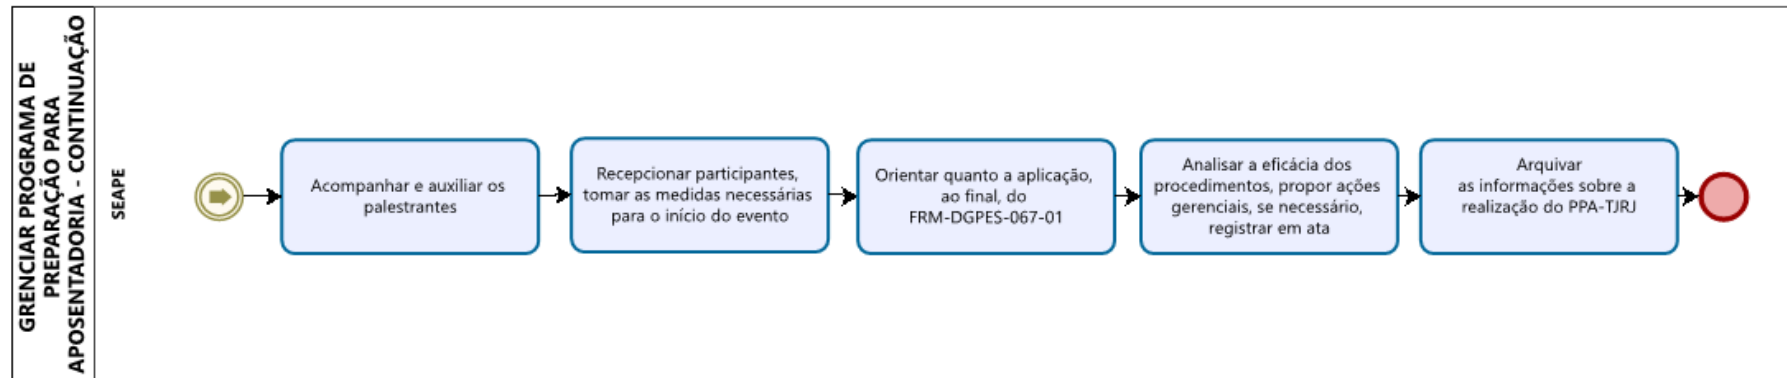 GRENCIAR PROGRAMA DE
PREPARAÇÃO PARA
APOSENTADORIA - CONTINUAÇÃO
SEAPE
Acompanhar e auxiliar os
palestrantes
Recepcionar participantes,
tomar as medidas necessárias
para o início do evento
Orientar quanto a aplicação,
ao final, do
FRM-DGPES-067-01
Analisar a eficácia dos
procedimentos, propor ações
gerenciais, se necessário,
registrar em ata
Arquivar
as informações sobre a
realização do PPA-TJRJ